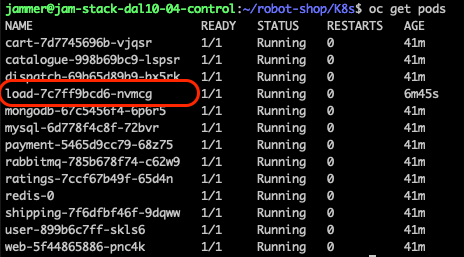 jammer@jam-stack-dal10-04-control:~/robot-shop/K8s$ oc get pods
NAME READY STATUS RESTARTS AGE
cart-7d7745696b-vjqsr 1/1 Running 0 41m
catalogue-998b69bc9-lspsr 1/1 Running 0 41m
dispatch-69b65d89b9-bx5rk 1/1 Running 0 41m
load-7c7ff9bcd6-nvmcg 1/1 Running 0 6m45s
mongodb-67c5456f4-6p6r5 1/1 Running 0 41m
mysql-6d778f4c8f-72bvr 1/1 Running 0 41m
payment-5465d9cc79-68z75 1/1 Running 0 41m
rabbitmq-785b678f74-c62w9 1/1 Running 0 41m
ratings-7ccf67b49f-65d4n 1/1 Running 0 41m
redis-0 1/1 Running 0 41m
shipping-7f6dfbf46f-9dqww 1/1 Running 0 41m
user-899b6c7ff-skls6 1/1 Running 0 41m
web-5f44865886-pnc4k 1/1 Running 0 41m